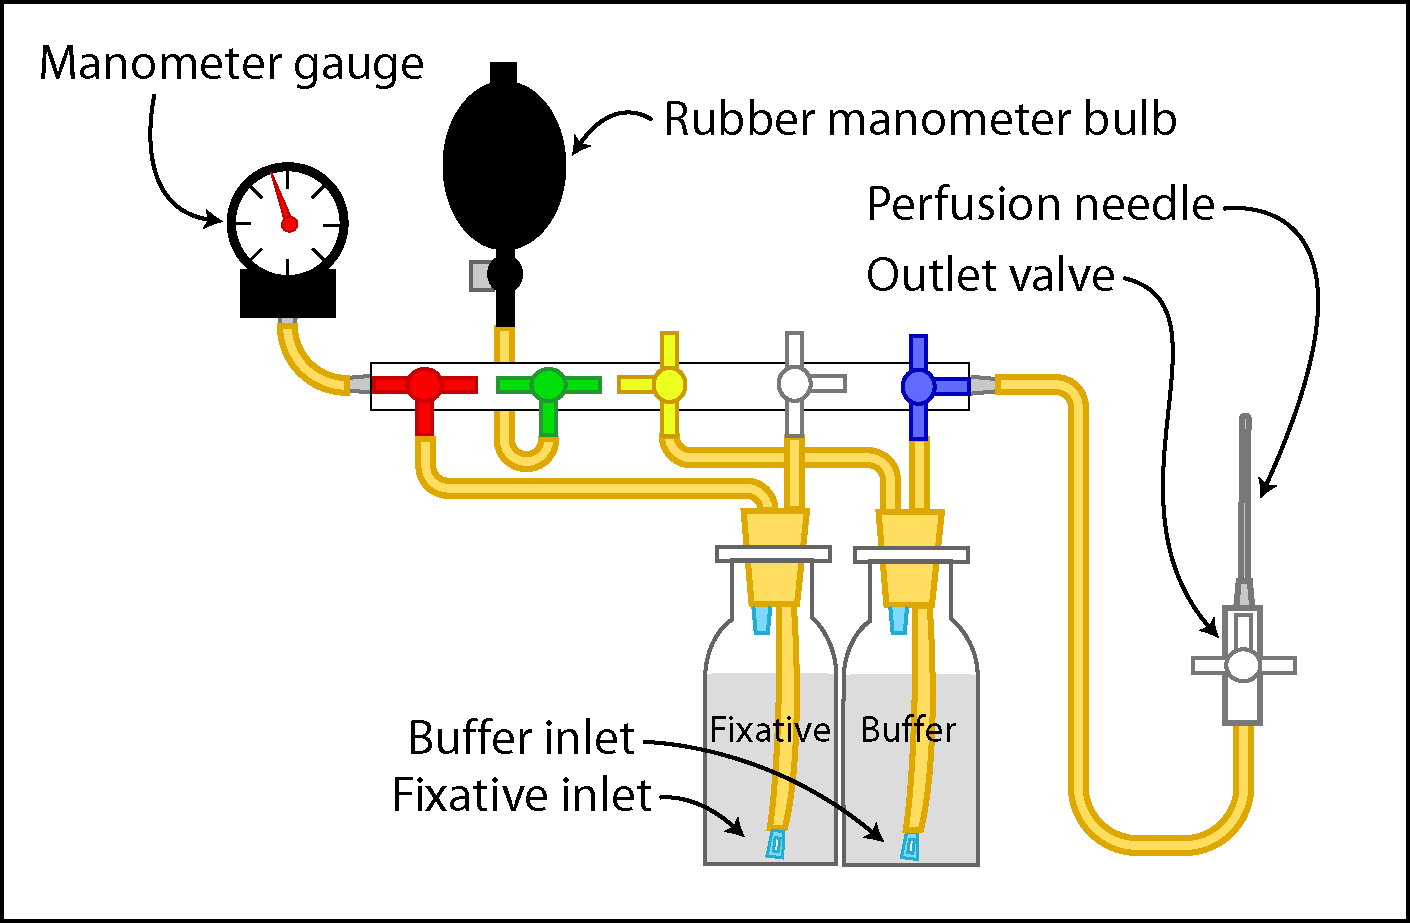 Manometer gauge
Rubber manometer bulb
Perfusion needle
Outlet valve
Fixative
Buffer
Buffer inlet
Fixative inlet